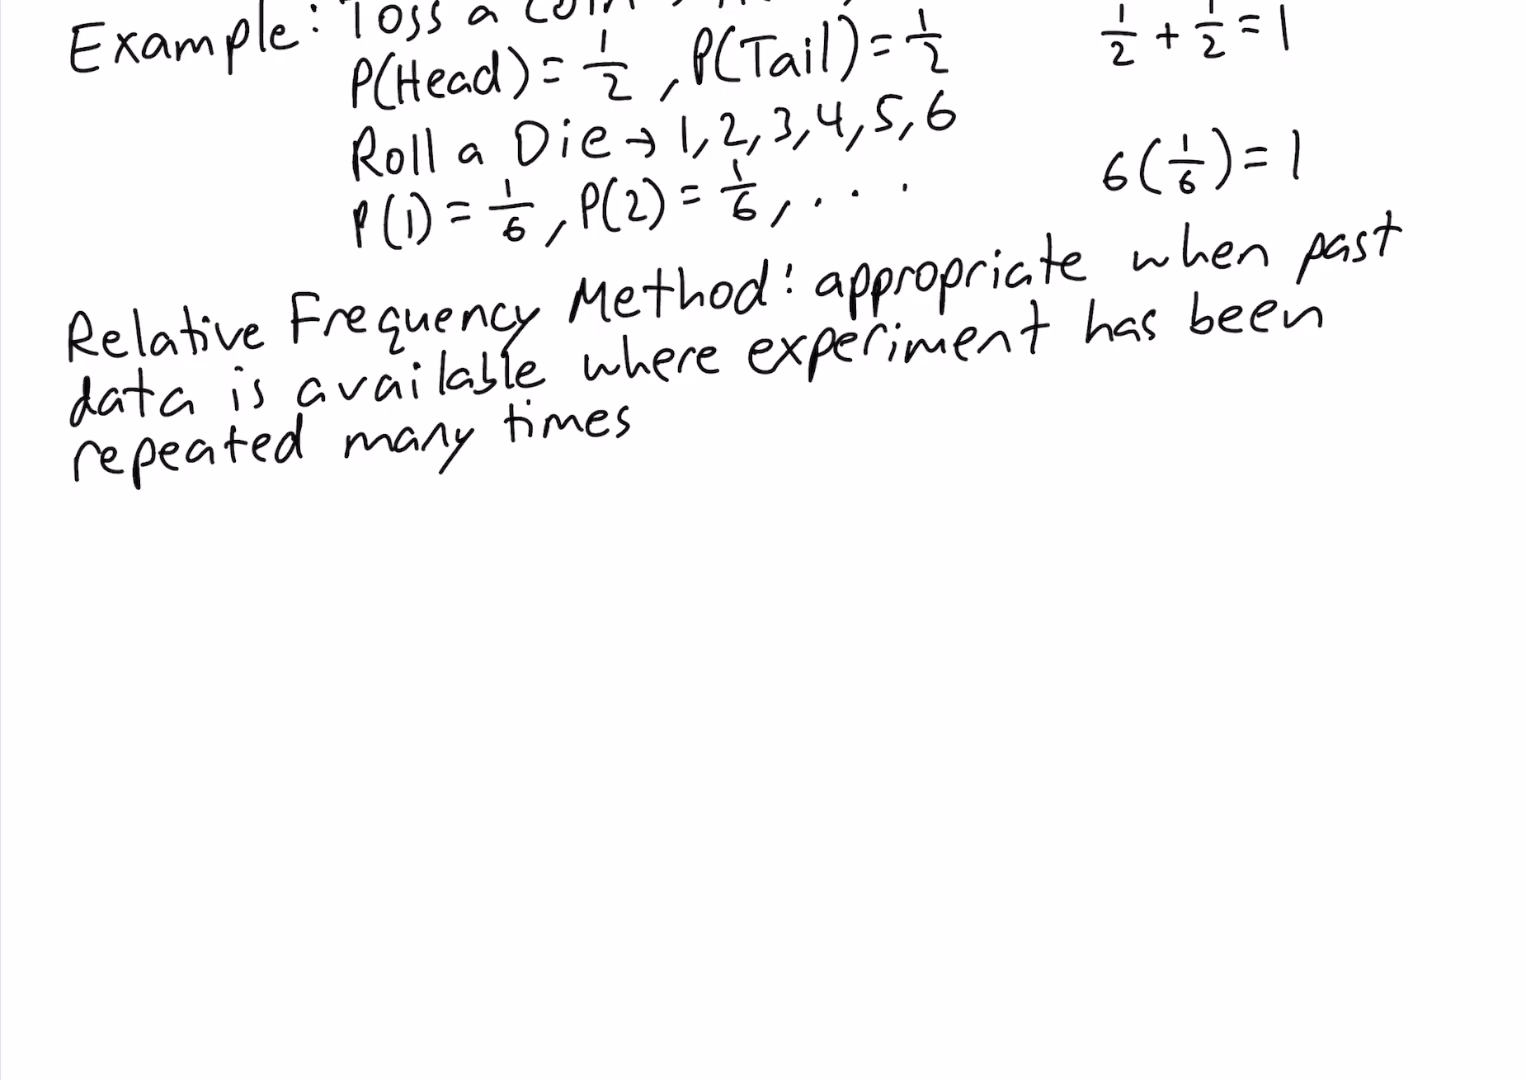 Example: Toss a coin
P(Head) = 1/2, P(Tail) = 1/2    1/2 + 1/2 = 1
Roll a Die → 1, 2, 3, 4, 5, 6
P(1) = 1/6, P(2) = 1/6, . . .    6(1/6) = 1
Relative Frequency Method: appropriate when past
data is available where experiment has been
repeated many times